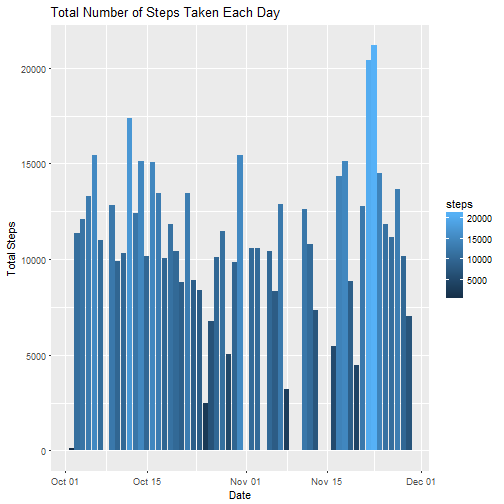 Total Number of Steps Taken Each Day
Total Steps
20000
15000
10000
5000
0
Oct 01
Oct 15
Nov 01
Nov 15
Dec 01
Date
steps
20000
15000
10000
5000